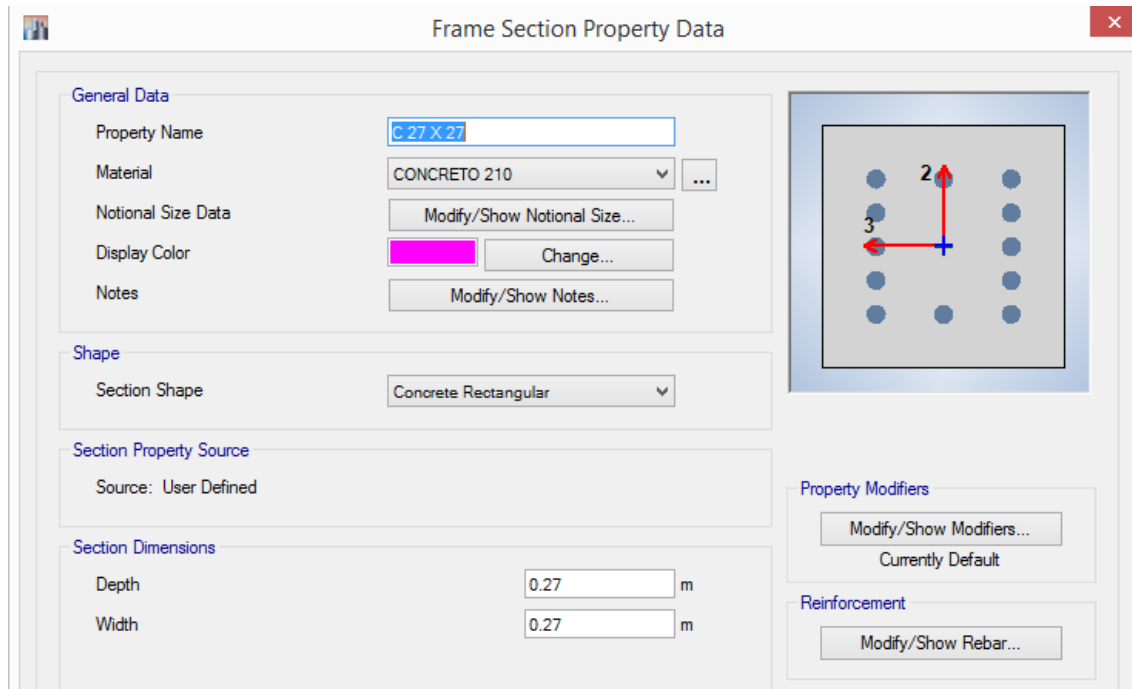 Frame Section Property Data
General Data
Property Name C 27 X 27
Material CONCRETO 210 ...
Notional Size Data Modify/Show Notional Size...
Display Color Change...
Notes Modify/Show Notes...
2
3
Shape
Section Shape Concrete Rectangular
Section Property Source
Source: User Defined
Section Dimensions
Depth 0.27 m
Width 0.27 m
Property Modifiers
Modify/Show Modifiers...
Currently Default
Reinforcement
Modify/Show Rebar...